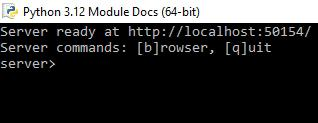 Python 3.12 Module Docs (64-bit)
Server ready at http://localhost:50154/
Server commands: [b]rowser, [q]uit
server>